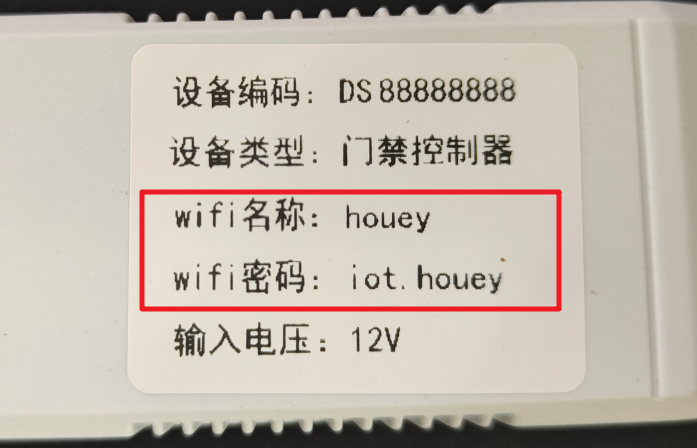 设备编码: DS88888888
设备类型: 门禁控制器
wifi名称: houey
wifi密码: iot.houey
输入电压: 12V